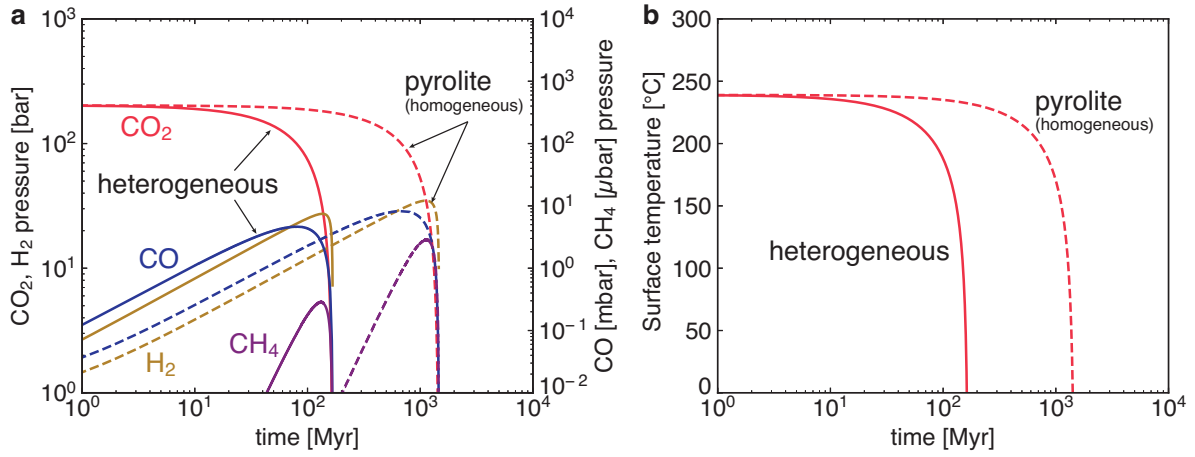 a
10³
10²
10¹
10⁰
CO₂, H₂ pressure [bar]
CO₂
heterogeneous
pyrolite
(homogeneous)
CO
H₂
CH₄
10⁴
10³
10²
10¹
10⁰
10⁻¹
10⁻²
CO [mbar], CH₄ [μbar] pressure
10⁰
10¹
10²
10³
10⁴
time [Myr]
b
300
250
200
150
100
50
0
Surface temperature [°C]
pyrolite
(homogeneous)
heterogeneous
10⁰
10¹
10²
10³
10⁴
time [Myr]